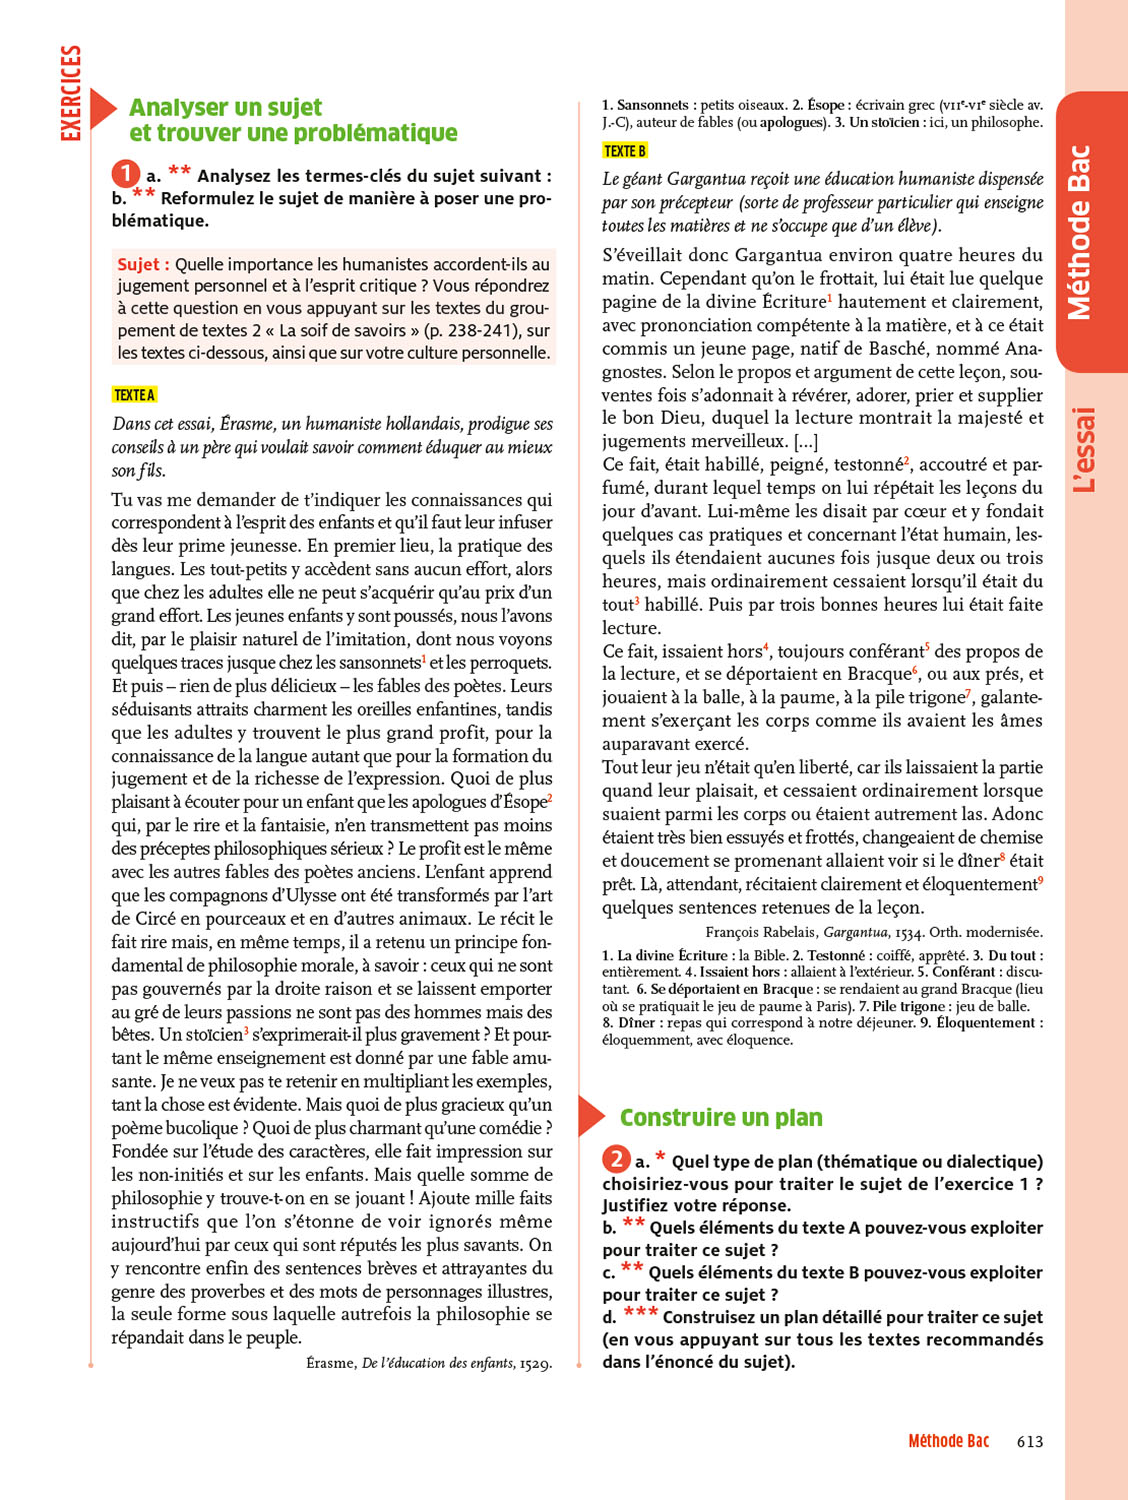 EXERCICES
Analyser un sujet
et trouver une problématique
1 a. ** Analysez les termes-clés du sujet suivant :
b. ** Reformulez le sujet de manière à poser une pro-
blématique.
Sujet : Quelle importance les humanistes accordent-ils au
jugement personnel et à l'esprit critique ? Vous répondrez
à cette question en vous appuyant sur les textes du grou-
pement de textes 2 « La soif de savoirs » (p. 238-241), sur
les textes ci-dessous, ainsi que sur votre culture personnelle.
TEXTE A
Dans cet essai, Érasme, un humaniste hollandais, prodigue ses
conseils à un père qui voulait savoir comment éduquer au mieux
son fils.
Tu vas me demander de t'indiquer les connaissances qui
correspondent à l'esprit des enfants et qu'il faut leur infuser
dès leur prime jeunesse. En premier lieu, la pratique des
langues. Les tout-petits y accèdent sans aucun effort, alors
que chez les adultes elle ne peut s'acquérir qu'au prix d'un
grand effort. Les jeunes enfants y sont poussés, nous l'avons
dit, par le plaisir naturel de l'imitation, dont nous voyons
quelques traces jusque chez les sansonnets1 et les perroquets.
Et puis – rien de plus délicieux – les fables des poètes. Leurs
séduisants attraits charment les oreilles enfantines, tandis
que les adultes y trouvent le plus grand profit, pour la
connaissance de la langue autant que pour la formation du
jugement et de la richesse de l'expression. Quoi de plus
plaisant à écouter pour un enfant que les apologues d'Ésope2
qui, par le rire et la fantaisie, n'en transmettent pas moins
des préceptes philosophiques sérieux ? Le profit est le même
avec les autres fables des poètes anciens. L'enfant apprend
que les compagnons d'Ulysse ont été transformés par l'art
de Circé en pourceaux et en d'autres animaux. Le récit le
fait rire mais, en même temps, il a retenu un principe fon-
damental de philosophie morale, à savoir : ceux qui ne sont
pas gouvernés par la droite raison et se laissent emporter
au gré de leurs passions ne sont pas des hommes mais des
bêtes. Un stoïcien3 s'exprimerait-il plus gravement ? Et pour-
tant le même enseignement est donné par une fable amu-
sante. Je ne veux pas te retenir en multipliant les exemples,
tant la chose est évidente. Mais quoi de plus gracieux qu'un
poème bucolique ? Quoi de plus charmant qu'une comédie ?
Fondée sur l'étude des caractères, elle fait impression sur
les non-initiés et sur les enfants. Mais quelle somme de
philosophie y trouve-t-on en se jouant ! Ajoute mille faits
instructifs que l'on s'étonne de voir ignorés même
aujourd'hui par ceux qui sont réputés les plus savants. On
y rencontre enfin des sentences brèves et attrayantes du
genre des proverbes et des mots de personnages illustres,
la seule forme sous laquelle autrefois la philosophie se
répandait dans le peuple.
Érasme, De l'éducation des enfants, 1529.
1. Sansonnets : petits oiseaux. 2. Ésope : écrivain grec (VIIe-VIe siècle av.
J.-C), auteur de fables (ou apologues). 3. Un stoïcien : ici, un philosophe.
TEXTE B
Le géant Gargantua reçoit une éducation humaniste dispensée
par son précepteur (sorte de professeur particulier qui enseigne
toutes les matières et ne s'occupe que d'un élève).
S'éveillait donc Gargantua environ quatre heures du
matin. Cependant qu'on le frottait, lui était lue quelque
pagine de la divine Écriture1 hautement et clairement,
avec prononciation compétente à la matière, et à ce était
commis un jeune page, natif de Basché, nommé Ana-
gnostes. Selon le propos et argument de cette leçon, sou-
ventes fois s'adonnait à révérer, adorer, prier et supplier
le bon Dieu, duquel la lecture montrait la majesté et
jugements merveilleux. [...]
Ce fait, était habillé, peigné, testonné2, accoutré et par-
fumé, durant lequel temps on lui répétait les leçons du
jour d'avant. Lui-même les disait par cœur et y fondait
quelques cas pratiques et concernant l'état humain, les-
quels ils étendaient aucunes fois jusque deux ou trois
heures, mais ordinairement cessaient lorsqu'il était du
tout3 habillé. Puis par trois bonnes heures lui était faite
lecture.
Ce fait, issaient hors4, toujours conférant5 des propos de
la lecture, et se déportaient en Bracque6, ou aux prés, et
jouaient à la balle, à la paume, à la pile trigone7, galante-
ment s'exerçant les corps comme ils avaient les âmes
auparavant exercé.
Tout leur jeu n'était qu'en liberté, car ils laissaient la partie
quand leur plaisait, et cessaient ordinairement lorsque
suaient parmi les corps ou étaient autrement las. Adonc
étaient très bien essuyés et frottés, changeaient de chemise
et doucement se promenant allaient voir si le dîner8 était
prêt. Là, attendant, récitaient clairement et éloquentement9
quelques sentences retenues de la leçon.
François Rabelais, Gargantua, 1534. Orth. modernisée.
1. La divine Écriture : la Bible. 2. Testonné : coiffé, apprêté. 3. Du tout :
entièrement. 4. Issaient hors : allaient à l'extérieur. 5. Conférant : discu-
tant. 6. Se déportaient en Bracque : se rendaient au grand Bracque (lieu
où se pratiquait le jeu de paume à Paris). 7. Pile trigone : jeu de balle.
8. Dîner : repas qui correspond à notre déjeuner. 9. Éloquentement :
éloquemment, avec éloquence.
Construire un plan
2 a. * Quel type de plan (thématique ou dialectique)
choisiriez-vous pour traiter le sujet de l'exercice 1 ?
Justifiez votre réponse.
b. ** Quels éléments du texte A pouvez-vous exploiter
pour traiter ce sujet ?
c. ** Quels éléments du texte B pouvez-vous exploiter
pour traiter ce sujet ?
d. *** Construisez un plan détaillé pour traiter ce sujet
(en vous appuyant sur tous les textes recommandés
dans l'énoncé du sujet).
Méthode Bac
L'essai
Méthode Bac 613